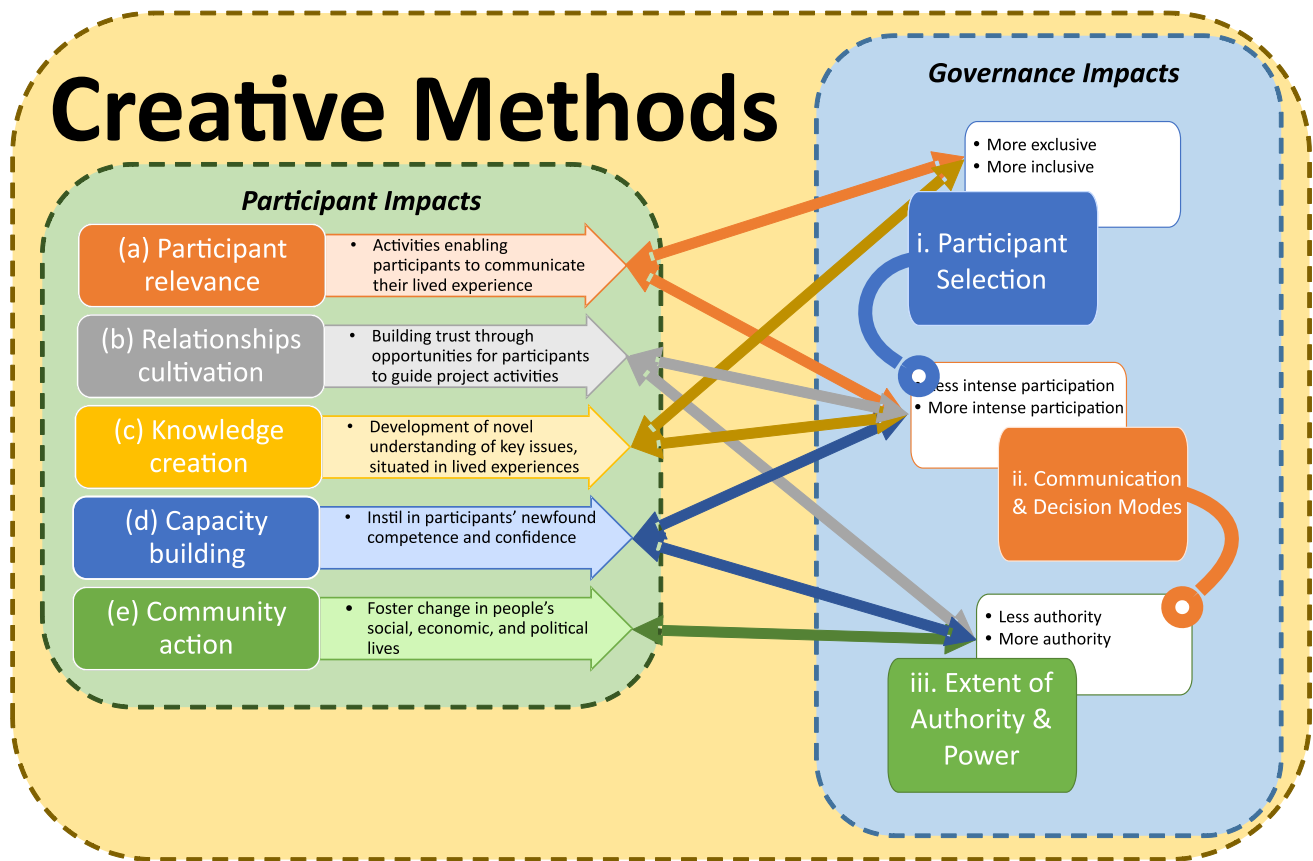 Creative Methods
Participant Impacts
(a) Participant
relevance
• Activities enabling
participants to communicate
their lived experience
(b) Relationships
cultivation
• Building trust through
opportunities for participants
to guide project activities
(c) Knowledge
creation
• Development of novel
understanding of key issues,
situated in lived experiences
(d) Capacity
building
• Instil in participants’ newfound
competence and confidence
(e) Community
action
• Foster change in people’s
social, economic, and political
lives
Governance Impacts
• More exclusive
• More inclusive
i. Participant
Selection
• Less intense participation
• More intense participation
ii. Communication
& Decision Modes
• Less authority
• More authority
iii. Extent of
Authority &
Power